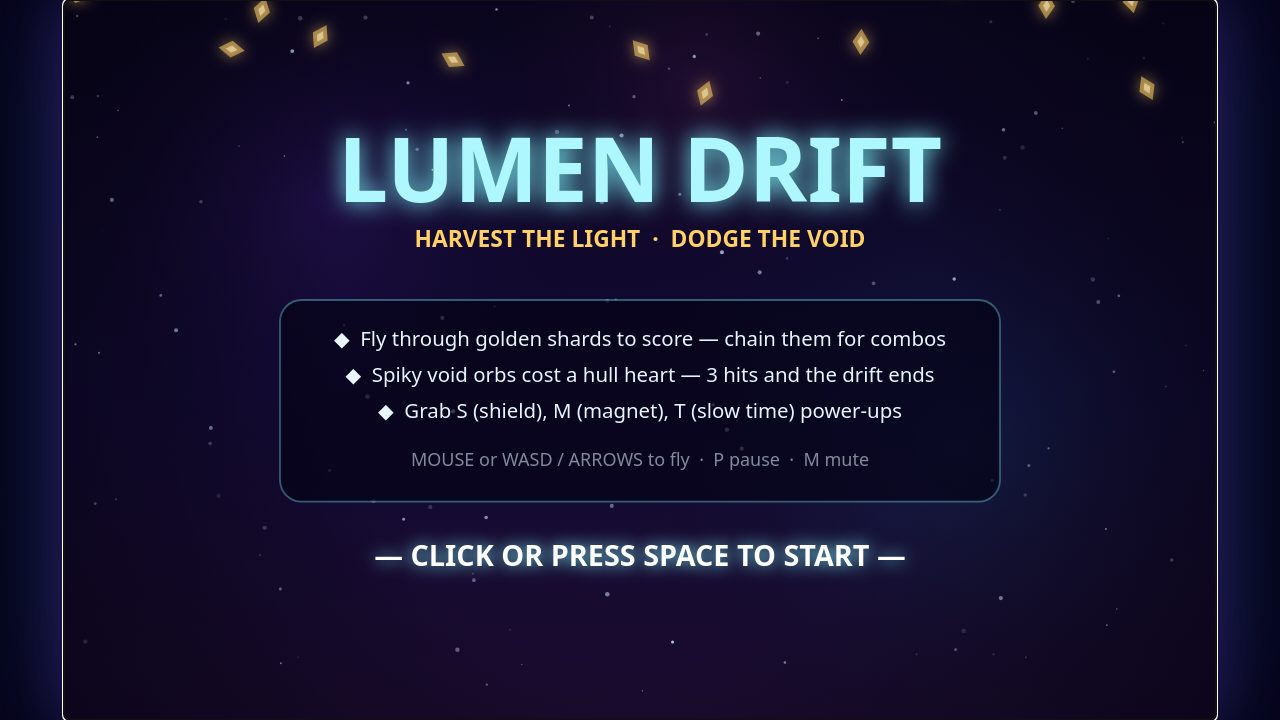 LUMEN DRIFT
HARVEST THE LIGHT · DODGE THE VOID
◆ Fly through golden shards to score — chain them for combos
◆ Spiky void orbs cost a hull heart — 3 hits and the drift ends
◆ Grab S (shield), M (magnet), T (slow time) power-ups
MOUSE or WASD / ARROWS to fly · P pause · M mute
— CLICK OR PRESS SPACE TO START —